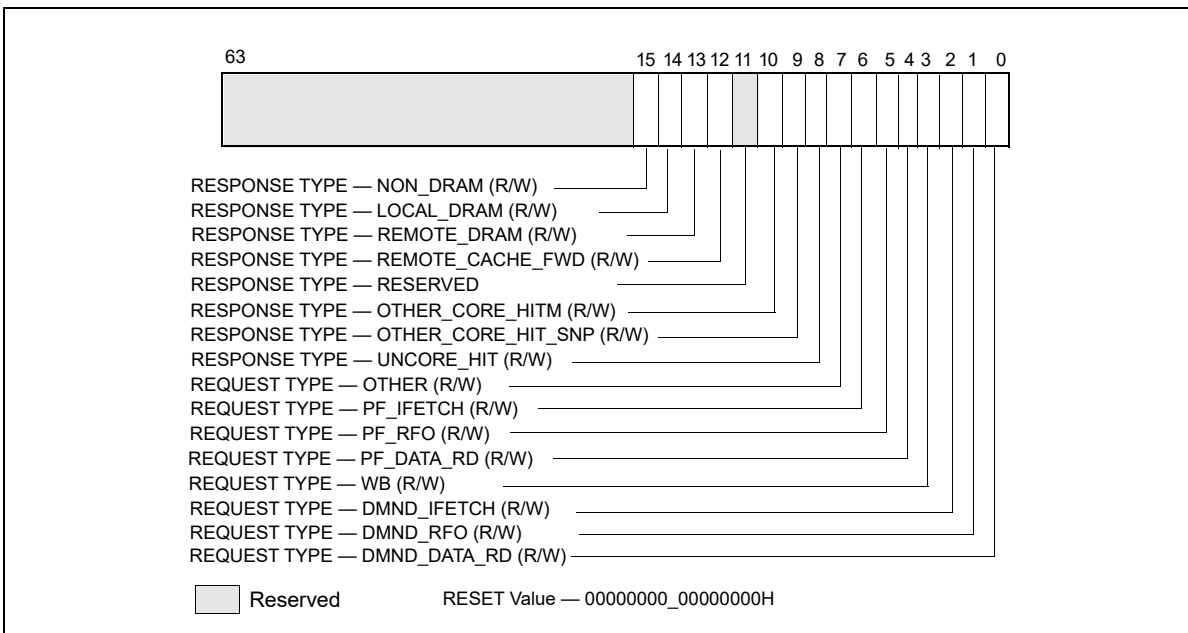 63 15 14 13 12 11 10 9 8 7 6 5 4 3 2 1 0
RESPONSE TYPE — NON_DRAM (R/W)
RESPONSE TYPE — LOCAL_DRAM (R/W)
RESPONSE TYPE — REMOTE_DRAM (R/W)
RESPONSE TYPE — REMOTE_CACHE_FWD (R/W)
RESPONSE TYPE — RESERVED
RESPONSE TYPE — OTHER_CORE_HITM (R/W)
RESPONSE TYPE — OTHER_CORE_HIT_SNP (R/W)
RESPONSE TYPE — UNCORE_HIT (R/W)
REQUEST TYPE — OTHER (R/W)
REQUEST TYPE — PF_IFETCH (R/W)
REQUEST TYPE — PF_RFO (R/W)
REQUEST TYPE — PF_DATA_RD (R/W)
REQUEST TYPE — WB (R/W)
REQUEST TYPE — DMND_IFETCH (R/W)
REQUEST TYPE — DMND_RFO (R/W)
REQUEST TYPE — DMND_DATA_RD (R/W)
Reserved RESET Value — 00000000_00000000H